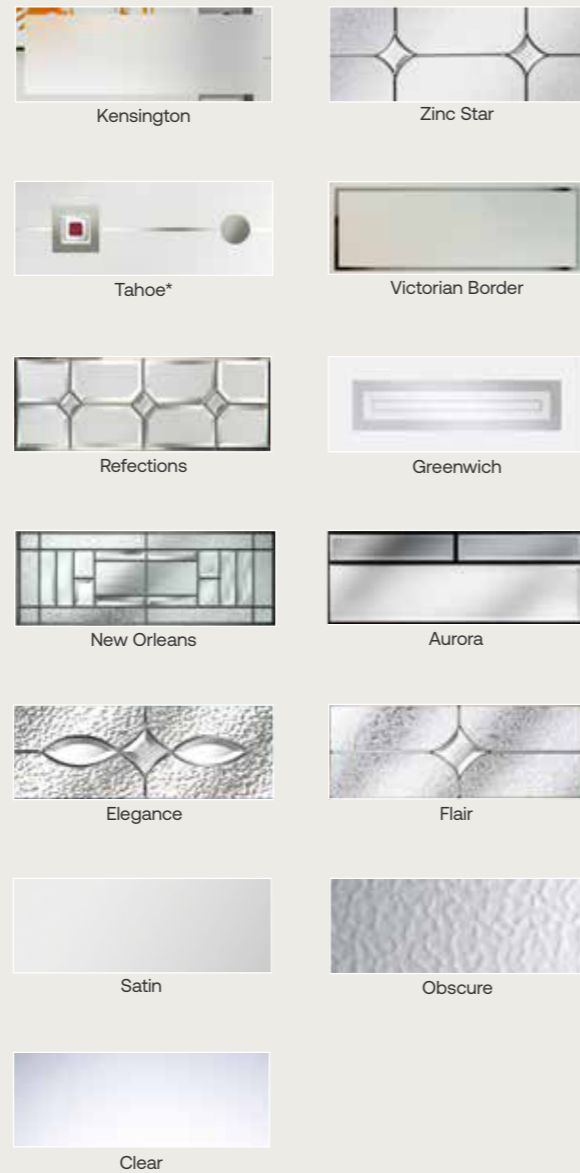 Kensington
Zinc Star
Tahoe*
Victorian Border
Refections
Greenwich
New Orleans
Aurora
Elegance
Flair
Satin
Obscure
Clear